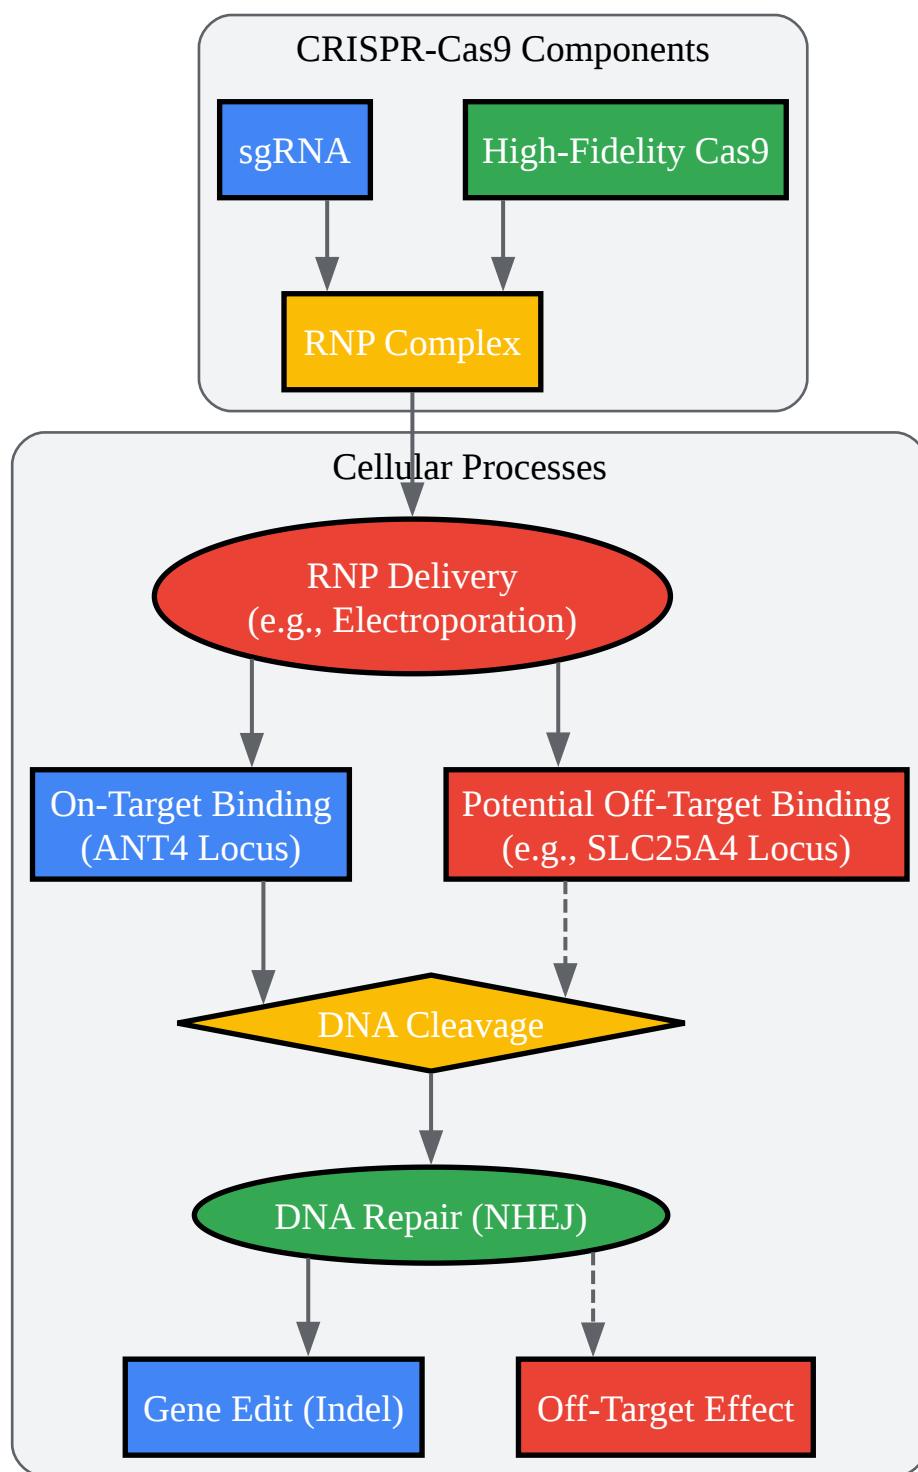 CRISPR-Cas9 Components
sgRNA
High-Fidelity Cas9
RNP Complex
Cellular Processes
RNP Delivery
(e.g., Electroporation)
On-Target Binding
(ANT4 Locus)
Potential Off-Target Binding
(e.g., SLC25A4 Locus)
DNA Cleavage
DNA Repair (NHEJ)
Gene Edit (Indel)
Off-Target Effect